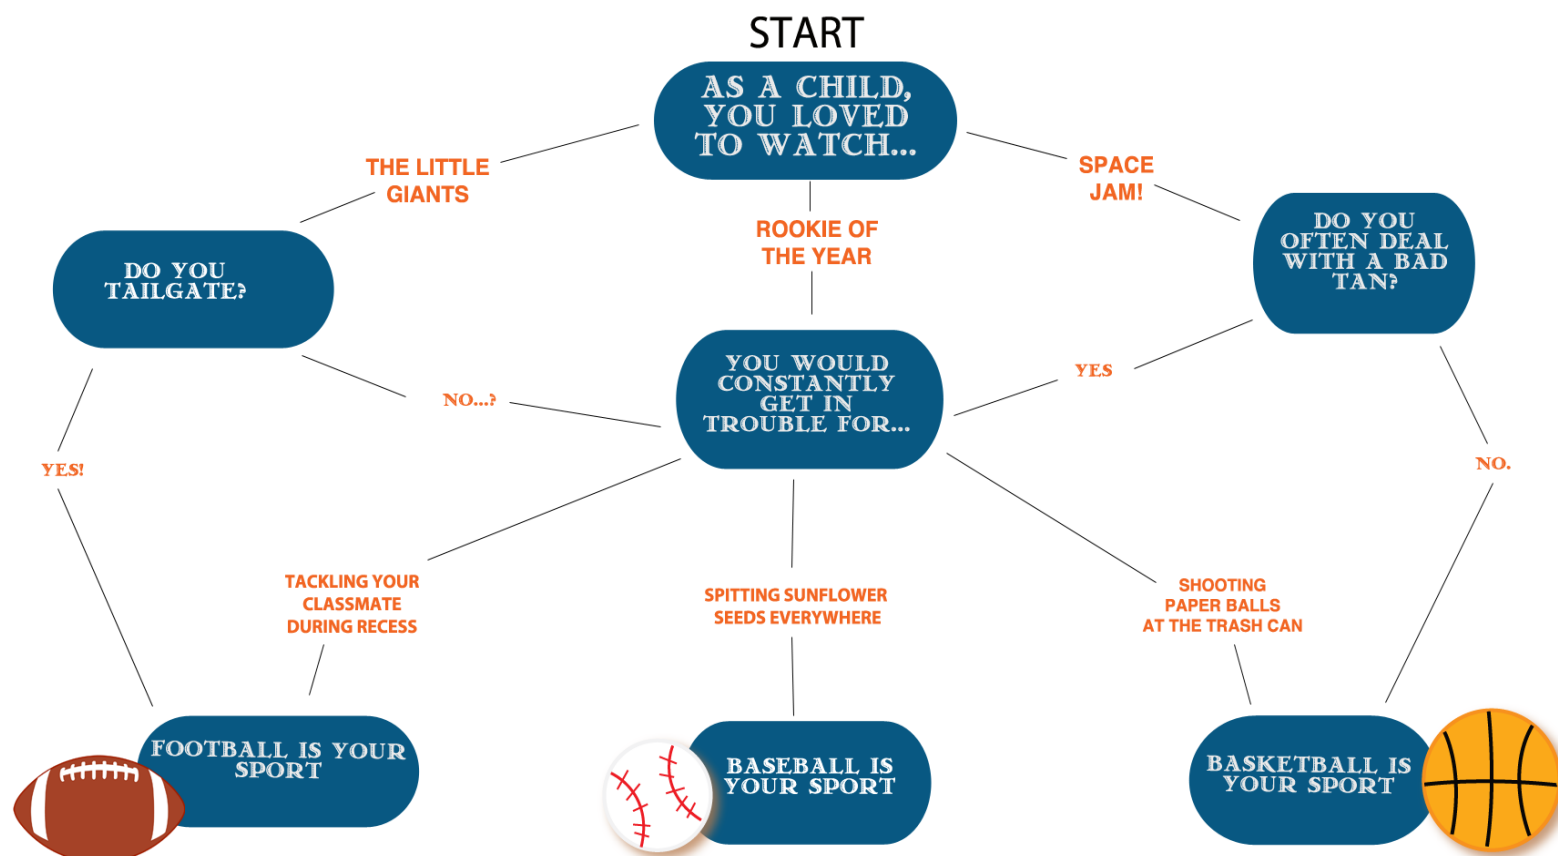 START
AS A CHILD,
YOU LOVED
TO WATCH...
THE LITTLE
GIANTS
ROOKIE OF
THE YEAR
SPACE
JAM!
DO YOU
TAILGATE?
DO YOU
OFTEN DEAL
WITH A BAD
TAN?
YOU WOULD
CONSTANTLY
GET IN
TROUBLE FOR...
NO...?
YES
YES!
NO.
TACKLING YOUR
CLASSMATE
DURING RECESS
SPITTING SUNFLOWER
SEEDS EVERYWHERE
SHOOTING
PAPER BALLS
AT THE TRASH CAN
FOOTBALL IS YOUR
SPORT
BASEBALL IS
YOUR SPORT
BASKETBALL IS
YOUR SPORT